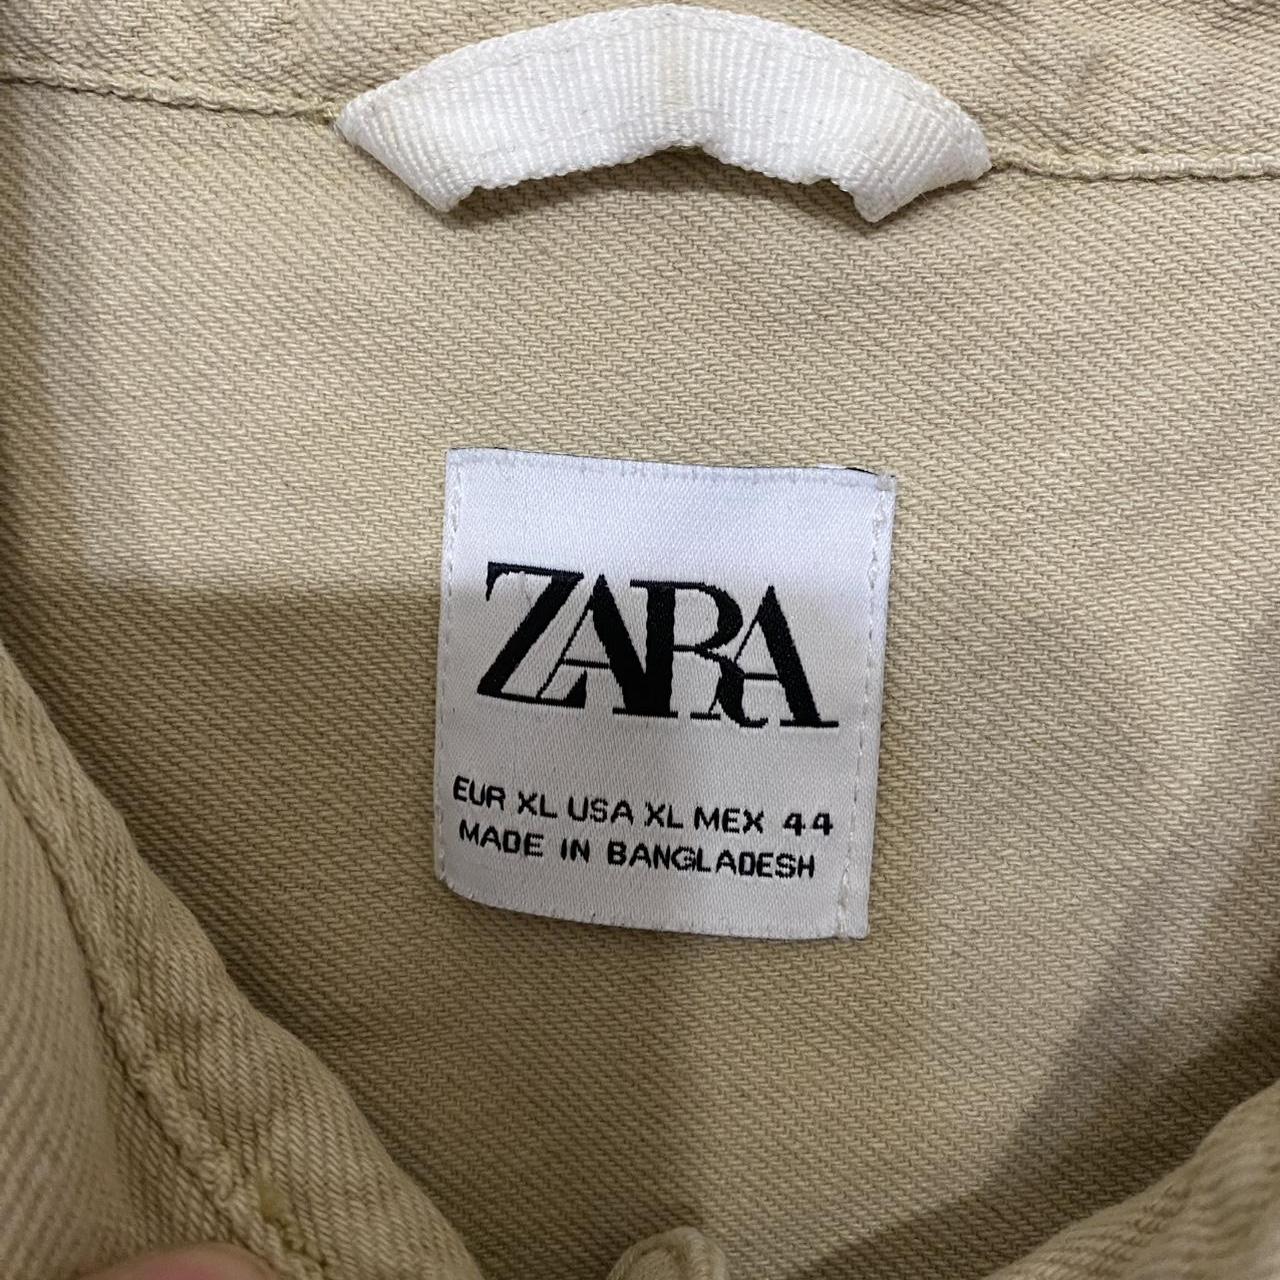 ZARA
EUR XL USA XL MEX 44
MADE IN BANGLADESH